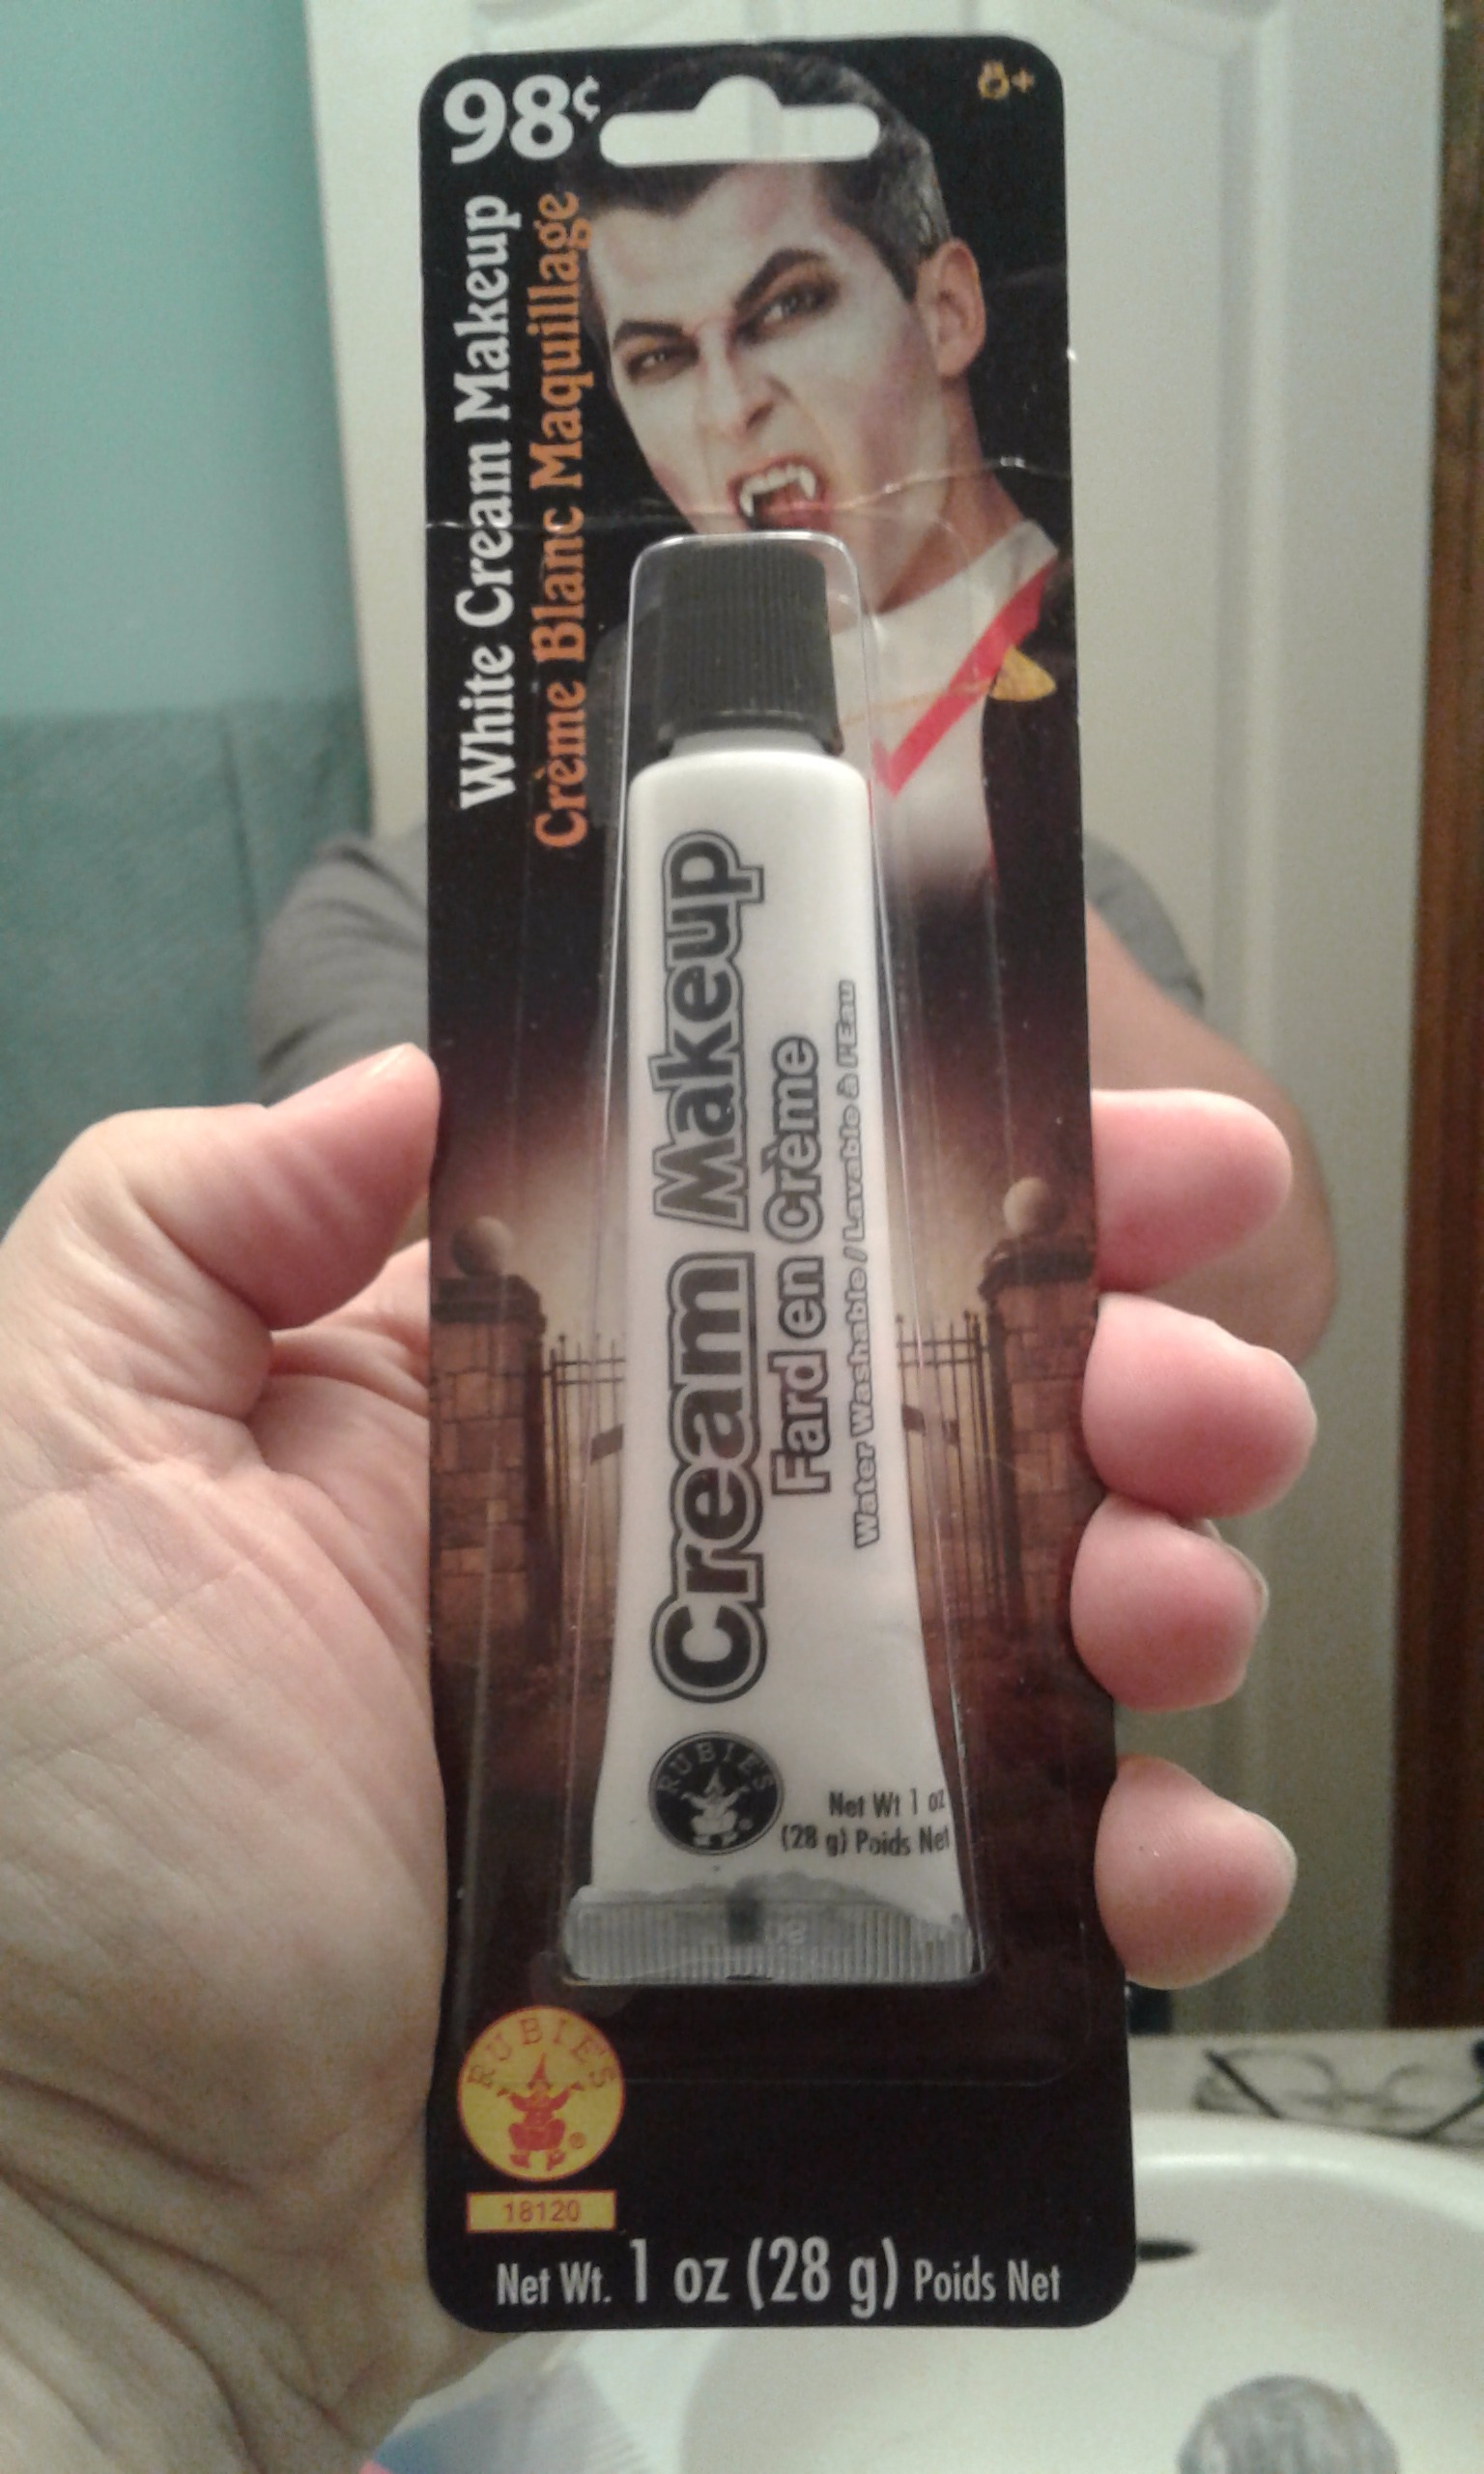 98¢
White Cream Makeup
Crème Blanc Maquillage
Cream Makeup
Fard en Crème
Water Washable / Lavable à l'Eau
RUBIE'S
Net Wt 1 oz
(28 g) Poids Net
RUBIE'S
®
18120
Net Wt. 1 oz (28 g) Poids Net